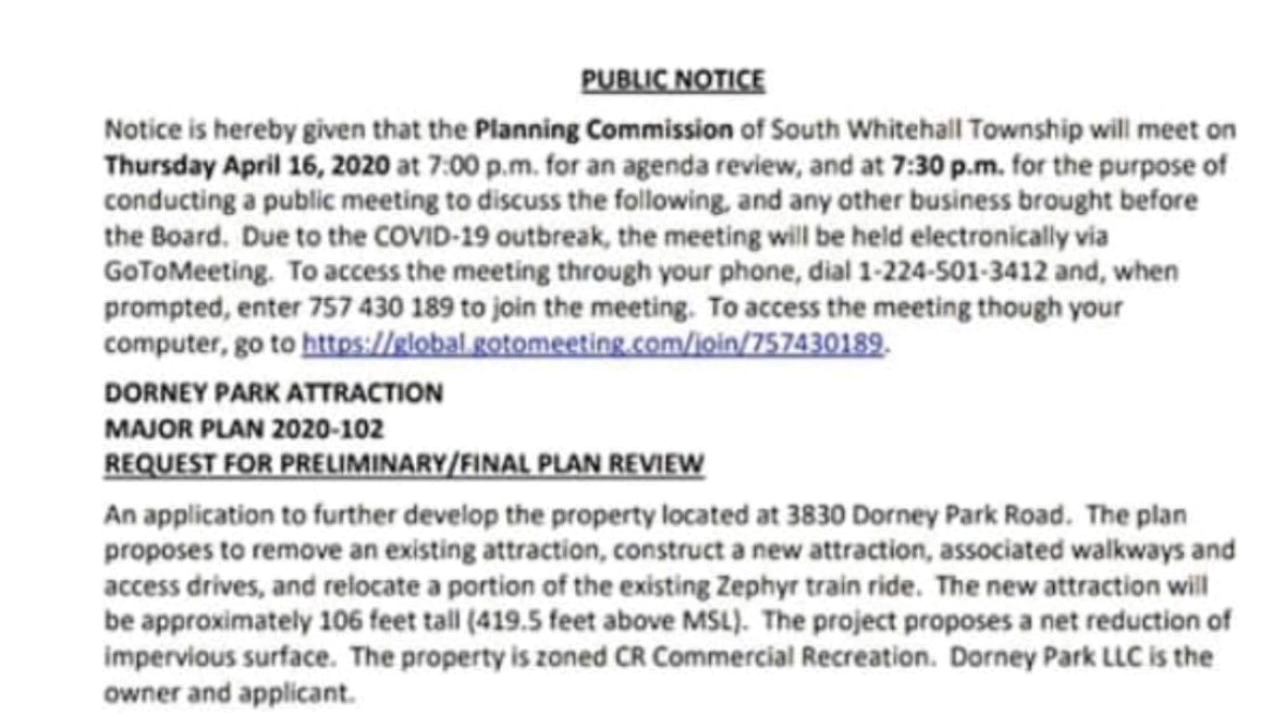 PUBLIC NOTICE
Notice is hereby given that the Planning Commission of South Whitehall Township will meet on
Thursday April 16, 2020 at 7:00 p.m. for an agenda review, and at 7:30 p.m. for the purpose of
conducting a public meeting to discuss the following, and any other business brought before
the Board. Due to the COVID-19 outbreak, the meeting will be held electronically via
GoToMeeting. To access the meeting through your phone, dial 1-224-501-3412 and, when
prompted, enter 757 430 189 to join the meeting. To access the meeting though your
computer, go to https://global.gotomeeting.com/join/757430189.
DORNEY PARK ATTRACTION
MAJOR PLAN 2020-102
REQUEST FOR PRELIMINARY/FINAL PLAN REVIEW
An application to further develop the property located at 3830 Dorney Park Road. The plan
proposes to remove an existing attraction, construct a new attraction, associated walkways and
access drives, and relocate a portion of the existing Zephyr train ride. The new attraction will
be approximately 106 feet tall (419.5 feet above MSL). The project proposes a net reduction of
impervious surface. The property is zoned CR Commercial Recreation. Dorney Park LLC is the
owner and applicant.